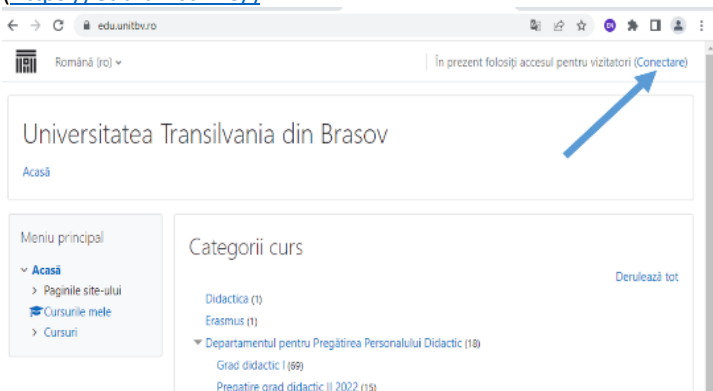 edu.unitbv.ro
Română (ro)
În prezent folosiți accesul pentru vizitatori (Conectare)
Universitatea Transilvania din Brasov
Acasă
Meniu principal
Acasă
Paginile site-ului
Cursurile mele
Cursuri
Categorii curs
Derulează tot
Didactica (1)
Erasmus (1)
Departamentul pentru Pregătirea Personalului Didactic (18)
Grad didactic I (69)
Pregatire grad didactic II 2022 (15)